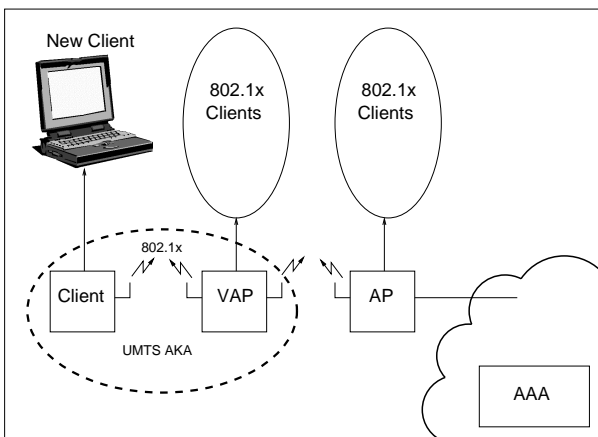 New Client
802.1x
Clients
802.1x
Clients
802.1x
Client
VAP
AP
UMTS AKA
AAA